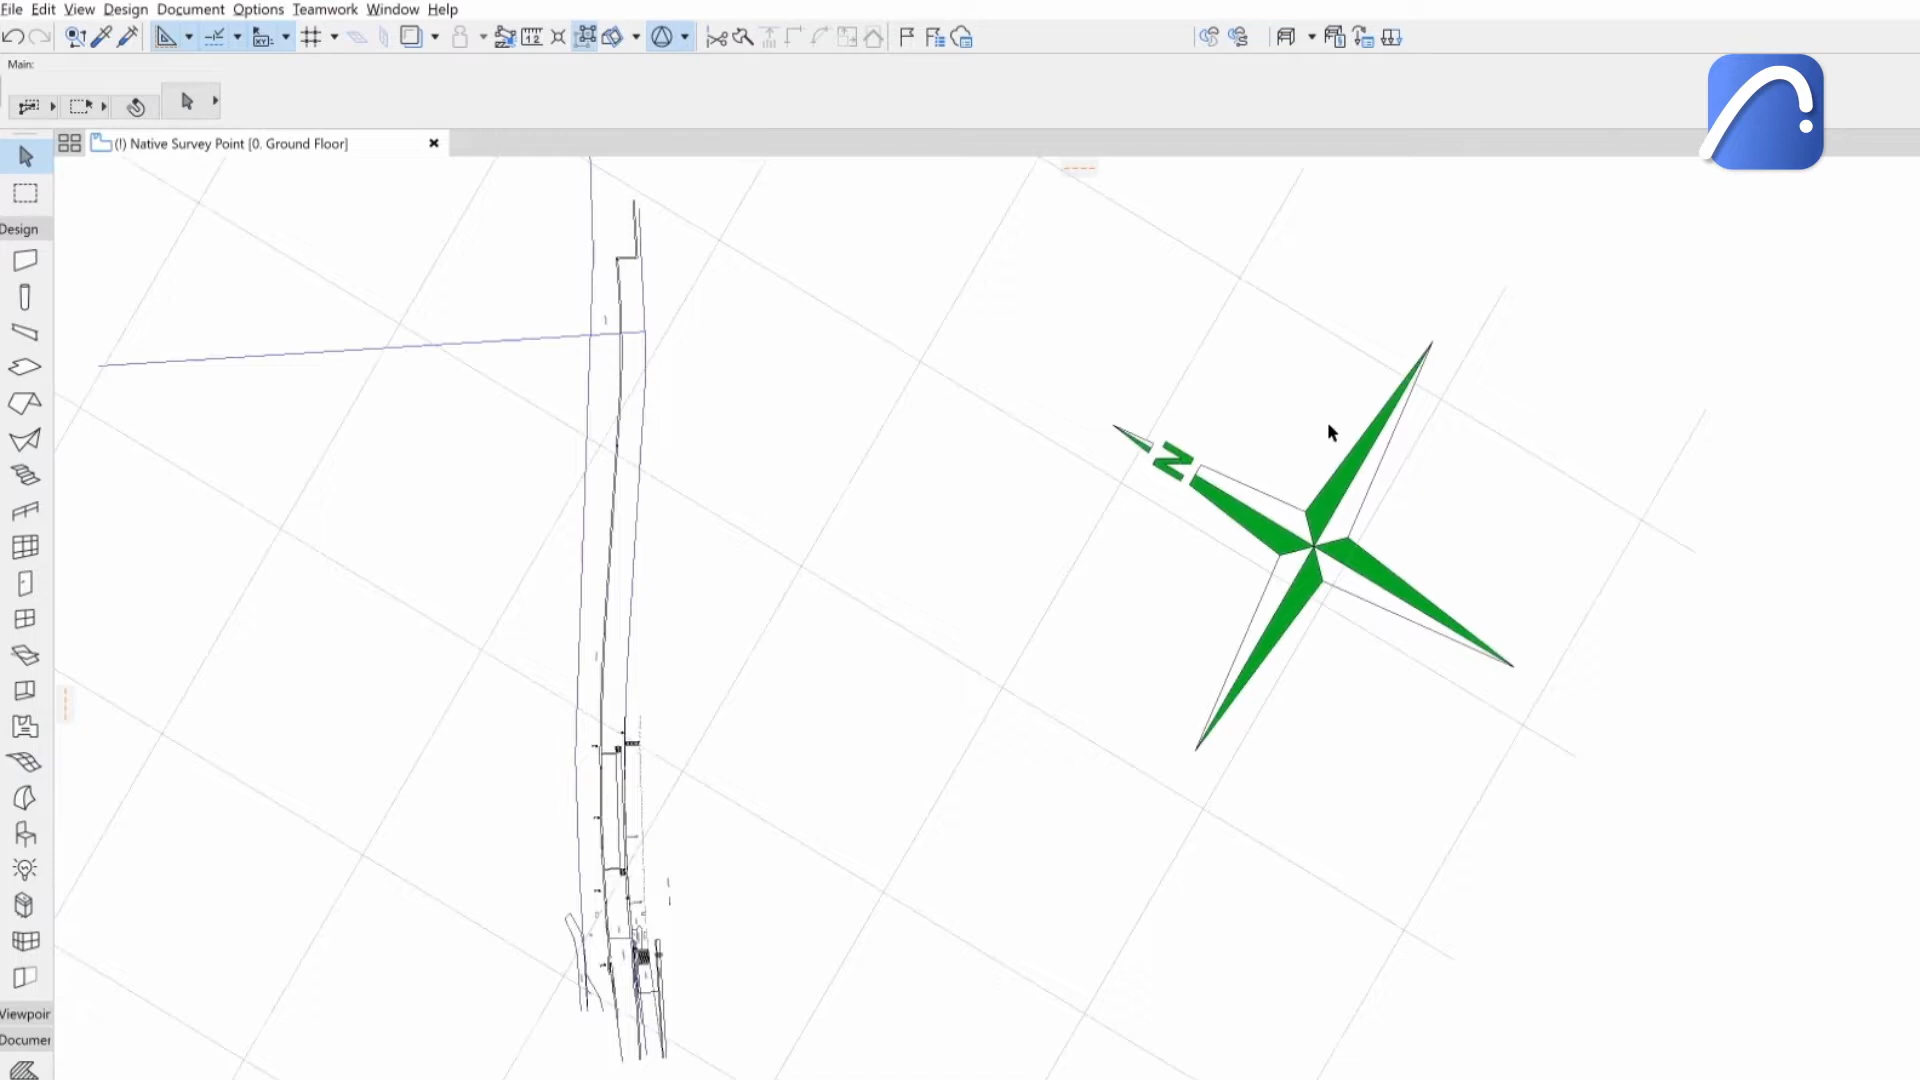 File Edit View Design Document Options Teamwork Window Help
Main:
(!) Native Survey Point [0. Ground Floor]
Design
N
Viewpoir
Documer